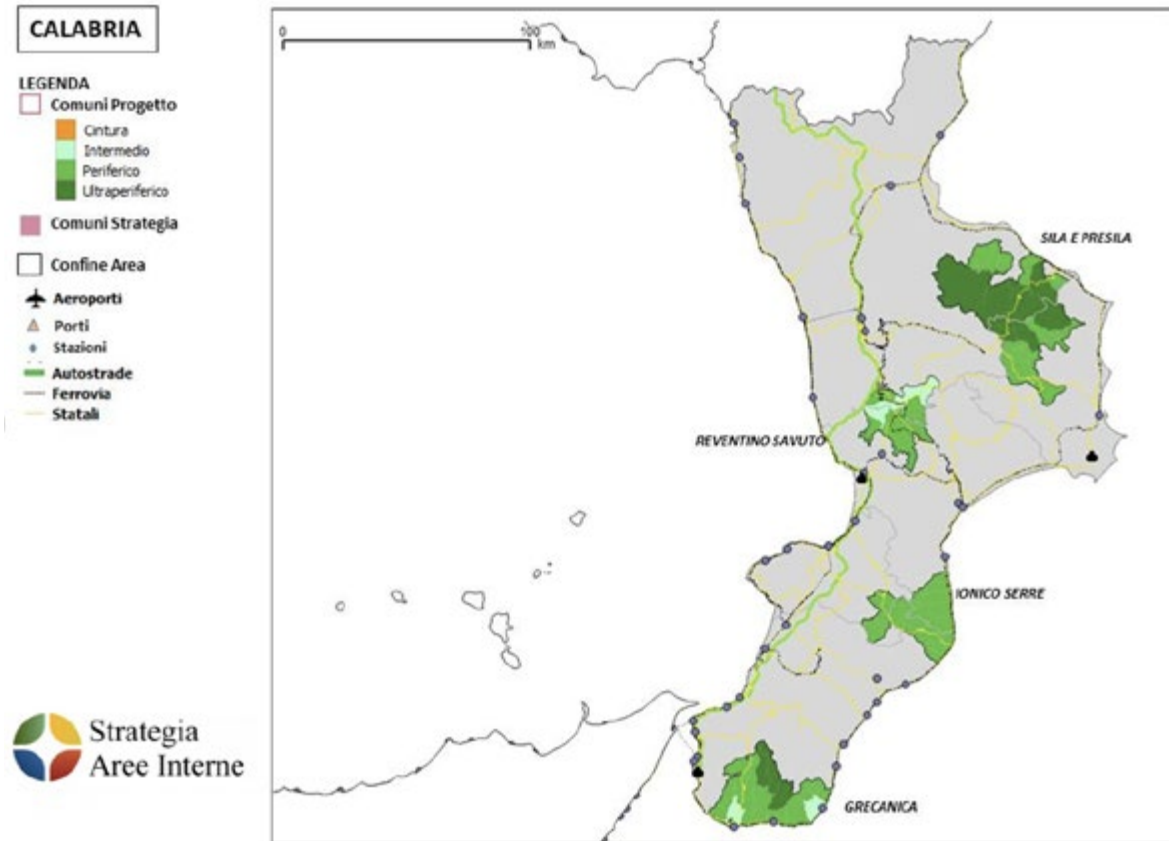 CALABRIA
LEGENDA
Comuni Progetto
Cintura
Intermedio
Periferico
Ultraperiferico
Comuni Strategia
Confine Area
Aeroporti
Porti
Stazioni
Autostrade
Ferrovia
Statali
Strategia
Aree Interne
0 100
km
SILA E PRESILA
REVENTINO SAVUTO
IONICO SERRE
GRECANICA